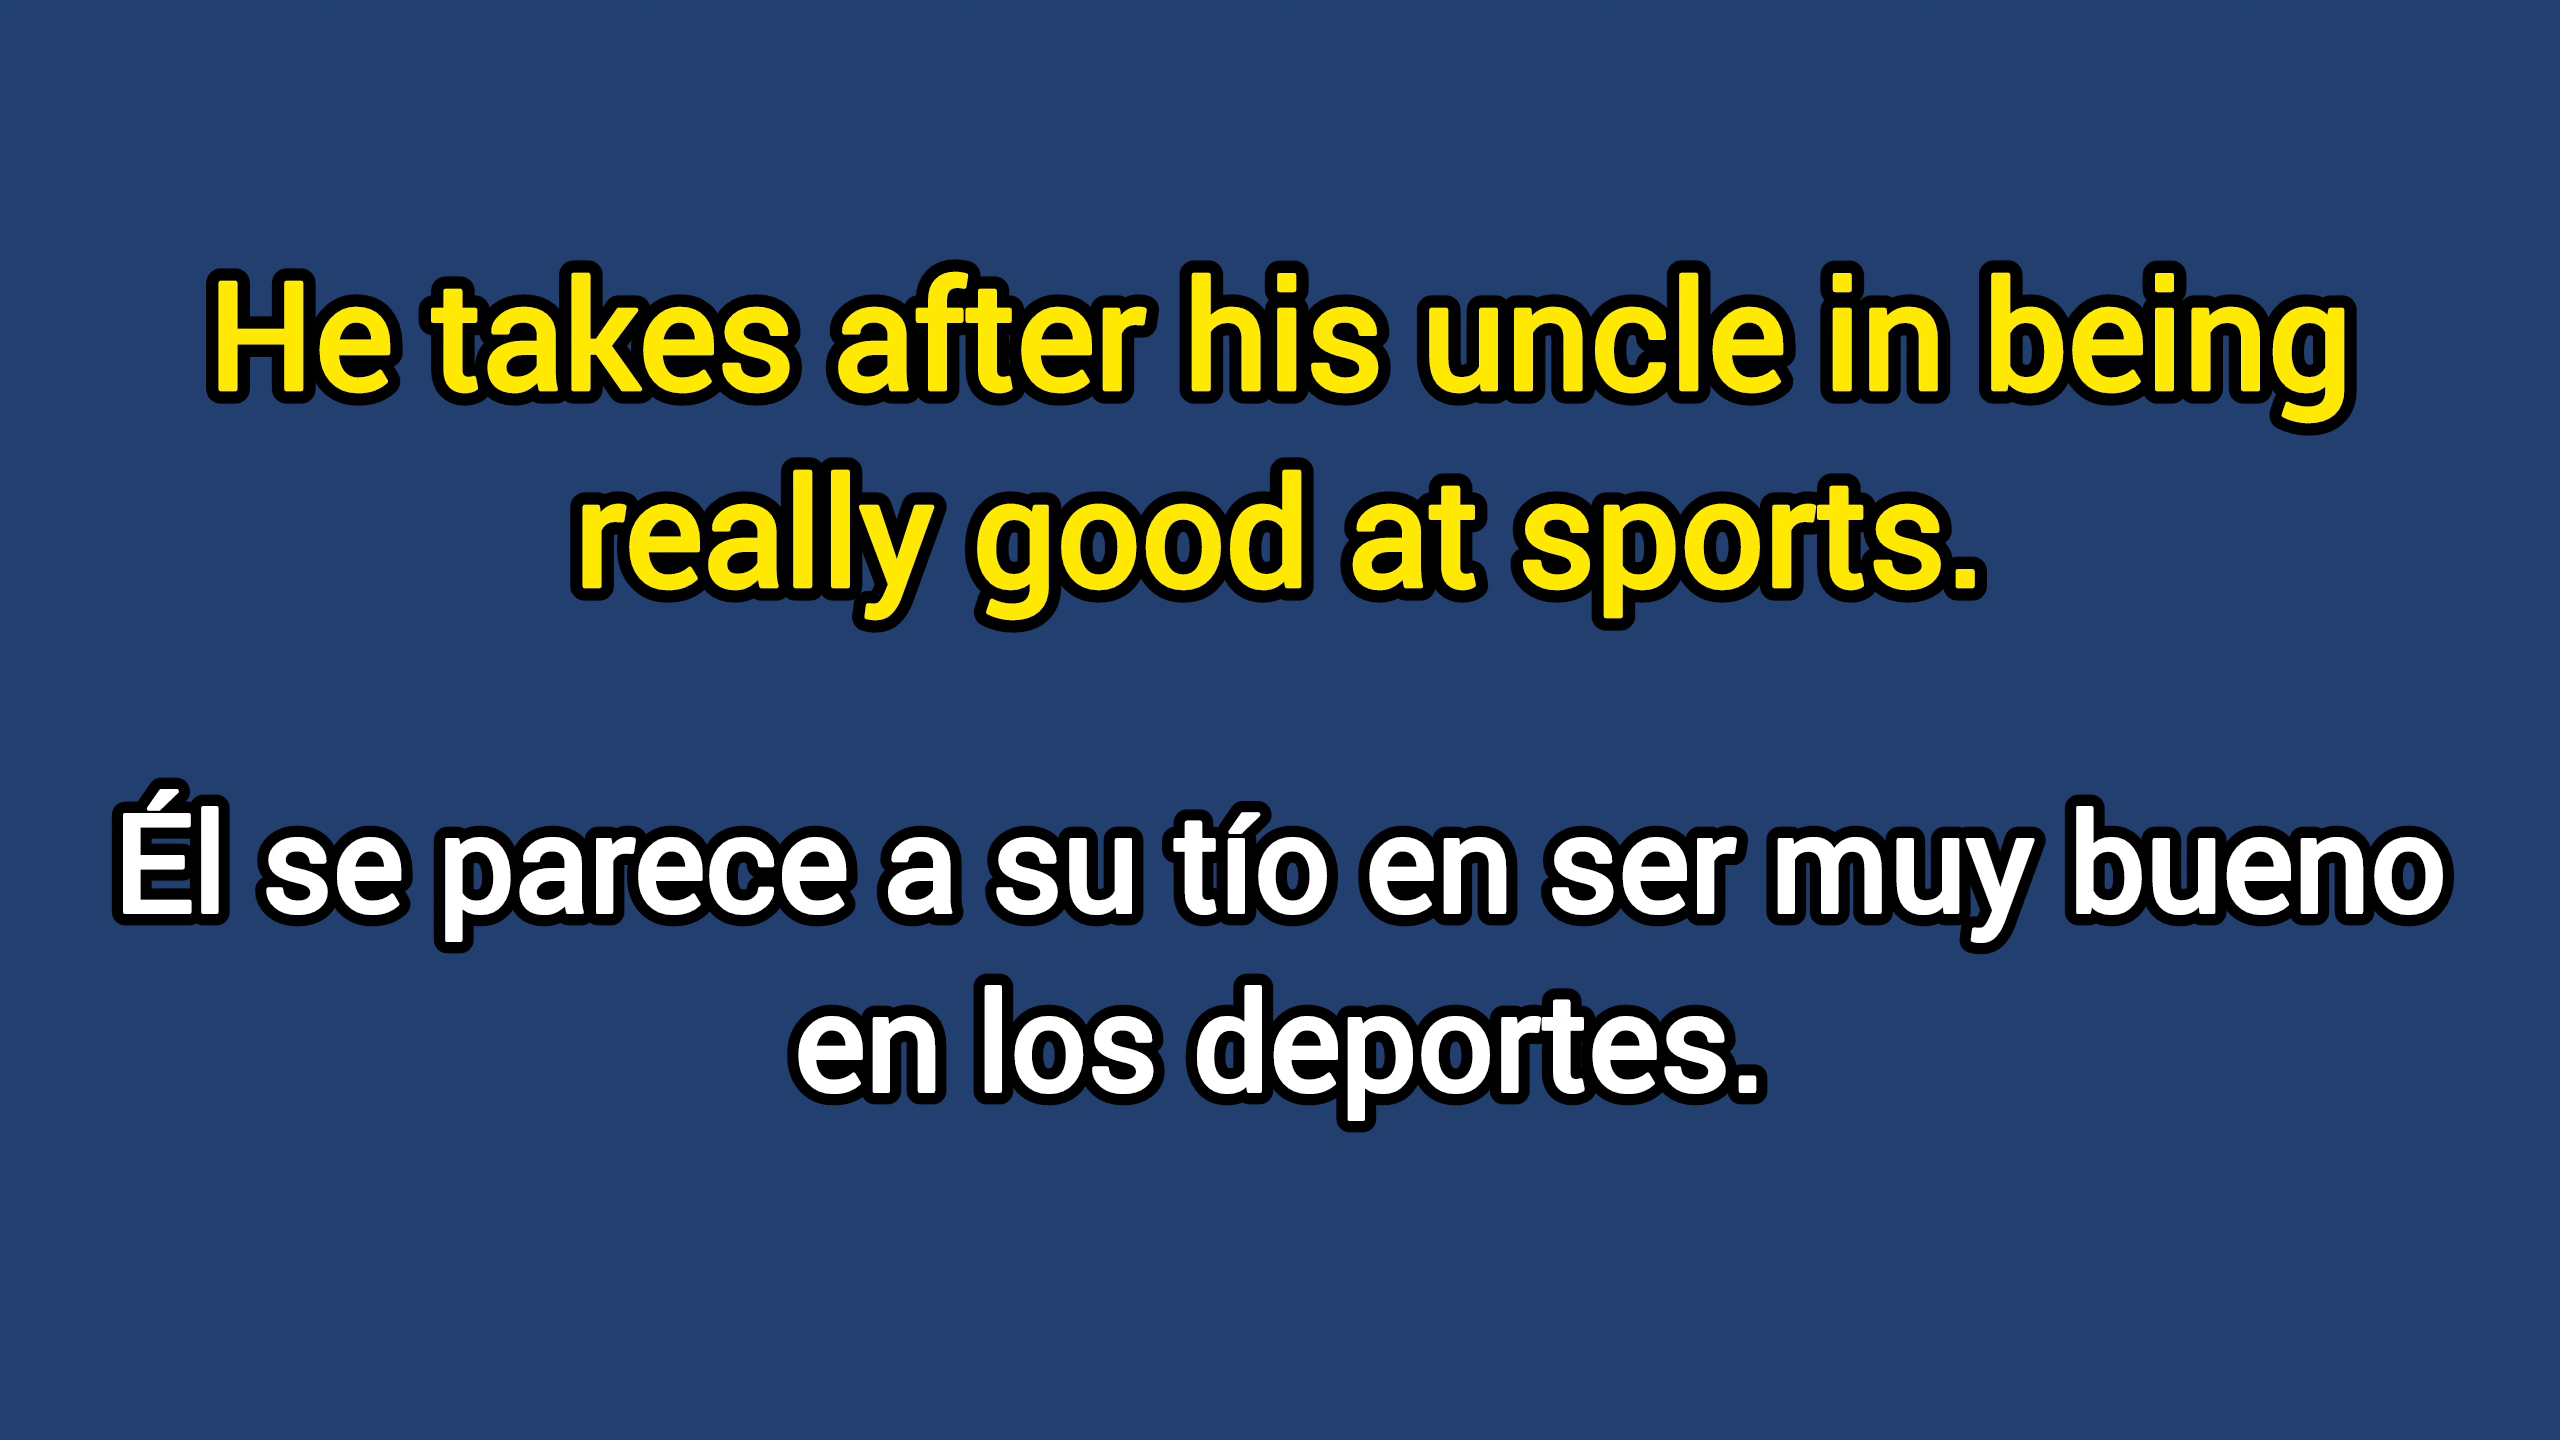 He takes after his uncle in being
really good at sports.
Él se parece a su tío en ser muy bueno
en los deportes.